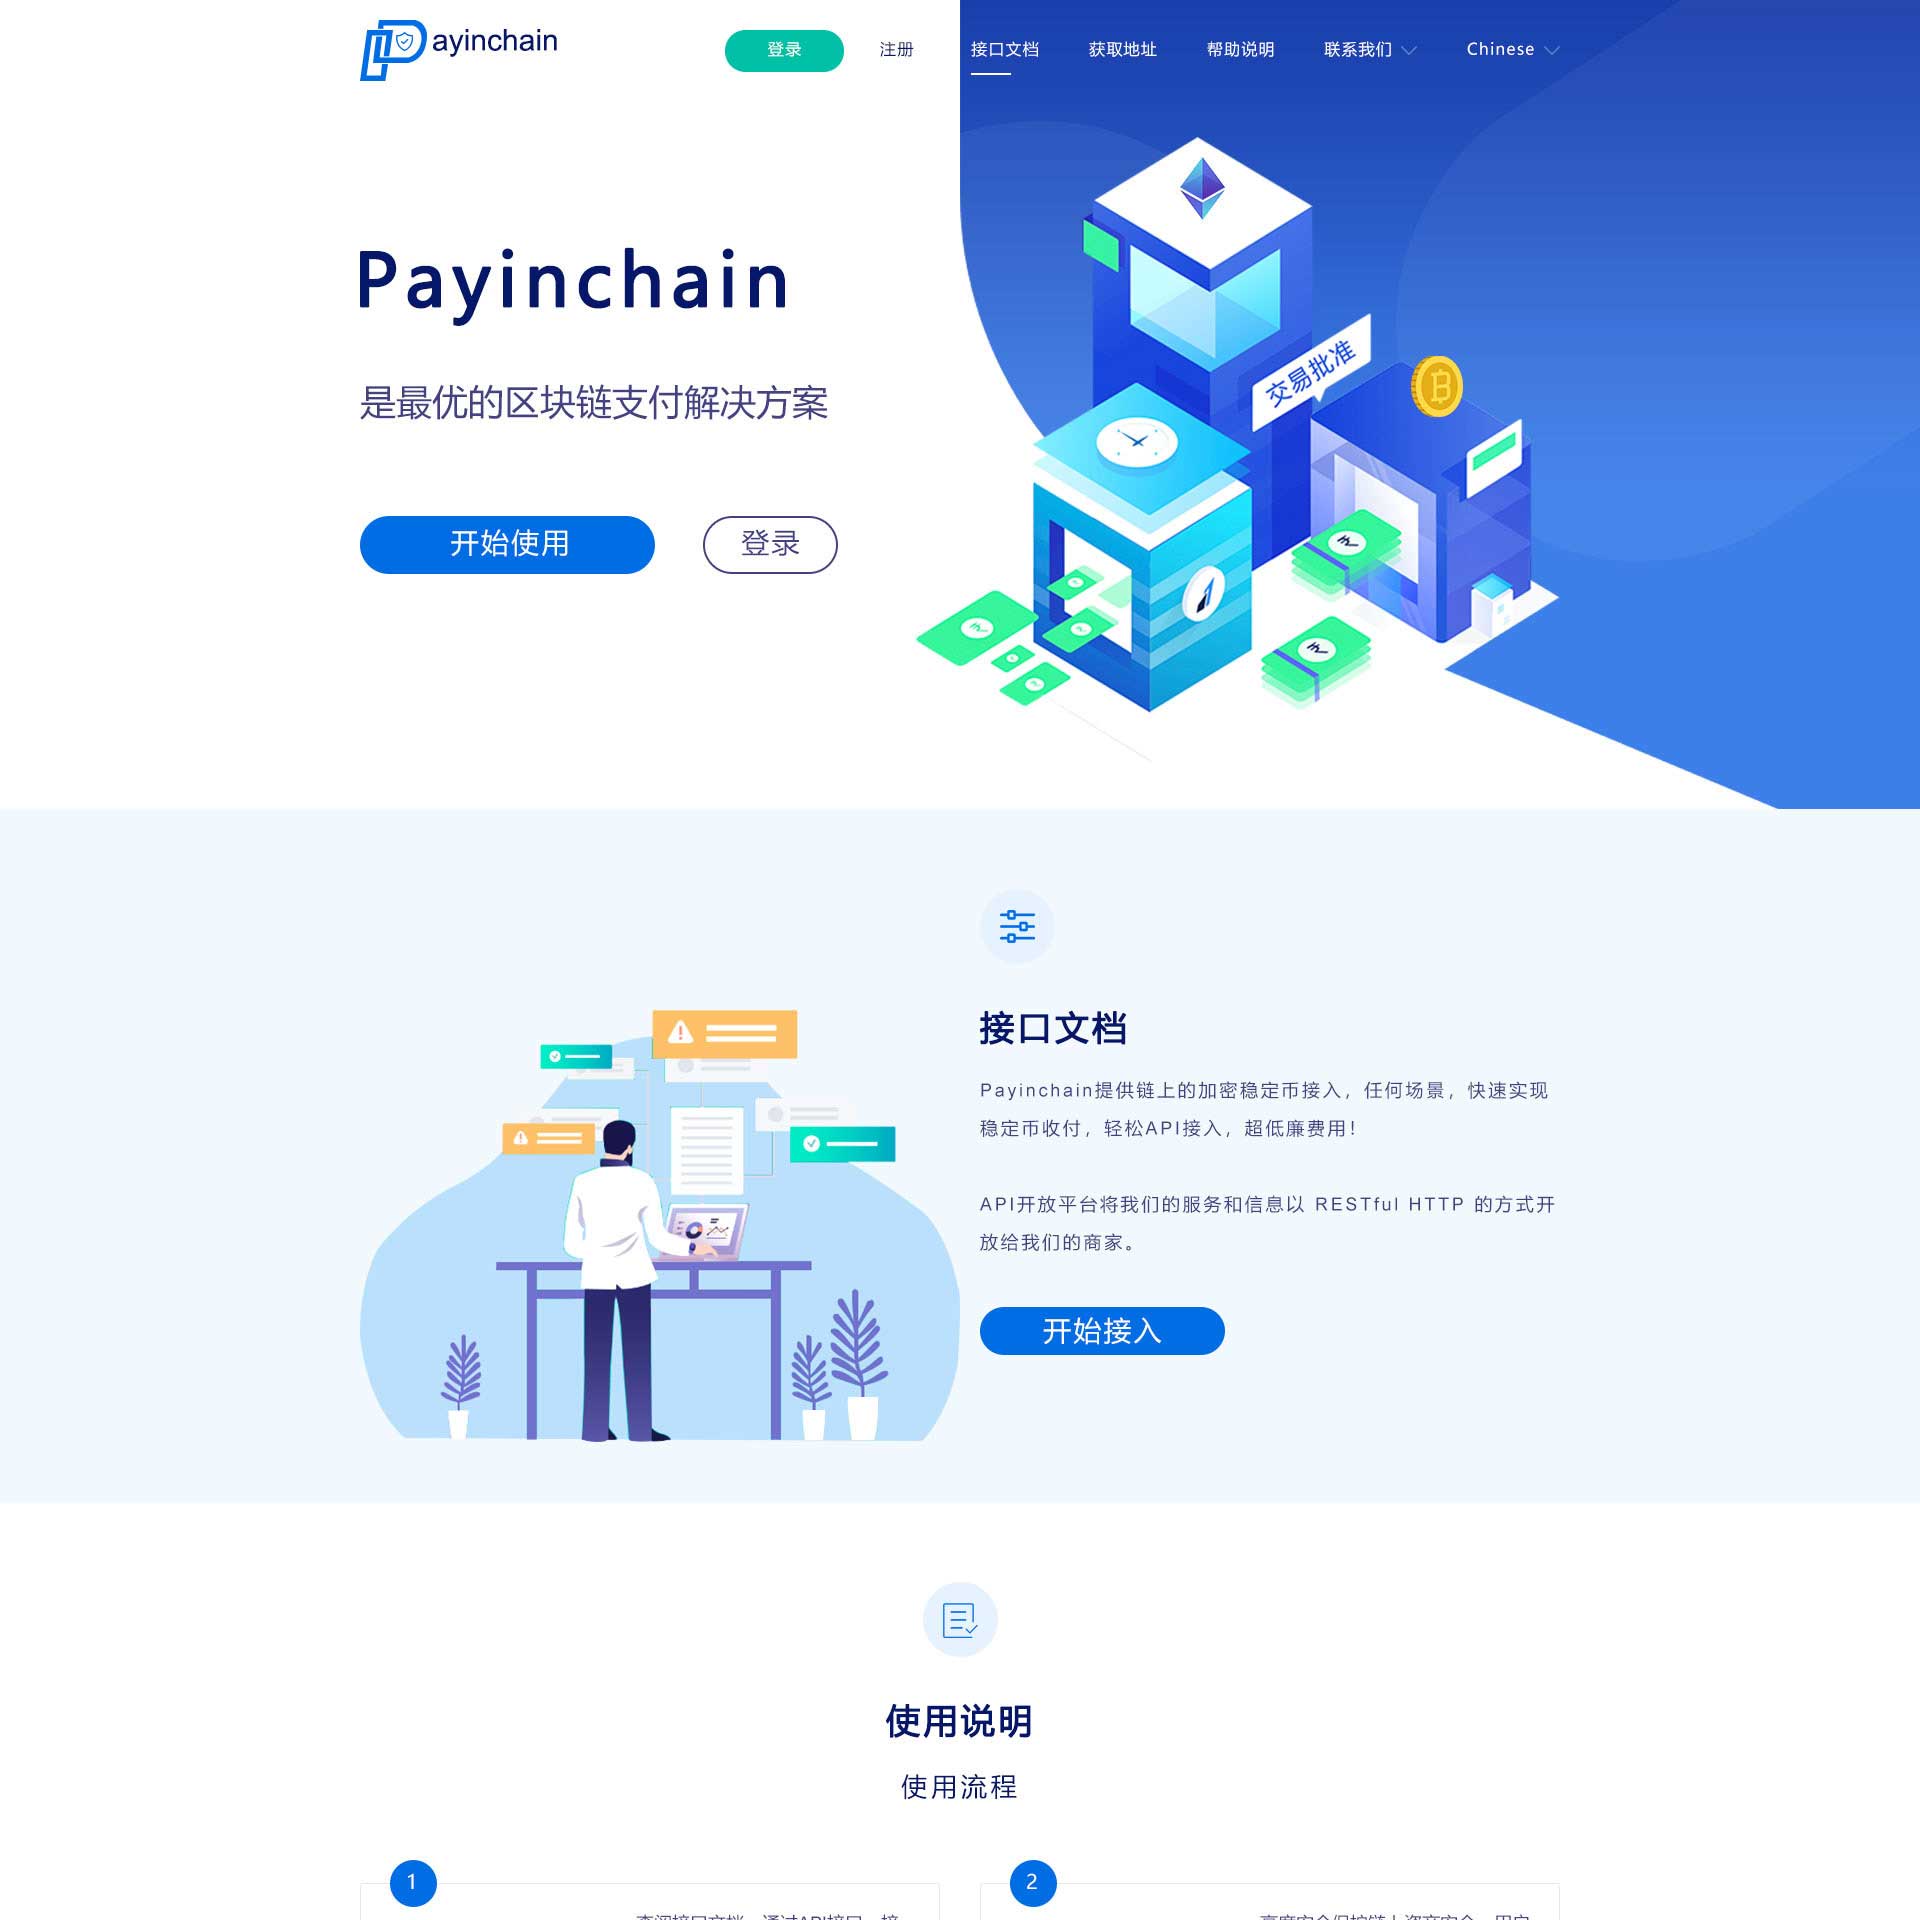 ayinchain
登录
注册
接口文档
获取地址
帮助说明
联系我们
Chinese
Payinchain
是最优的区块链支付解决方案
开始使用
登录
交易批准
接口文档
Payinchain提供链上的加密稳定币接入，任何场景，快速实现
稳定币收付，轻松API接入，超低廉费用！
API开放平台将我们的服务和信息以 RESTful HTTP 的方式开
放给我们的商家。
开始接入
使用说明
使用流程
1
2